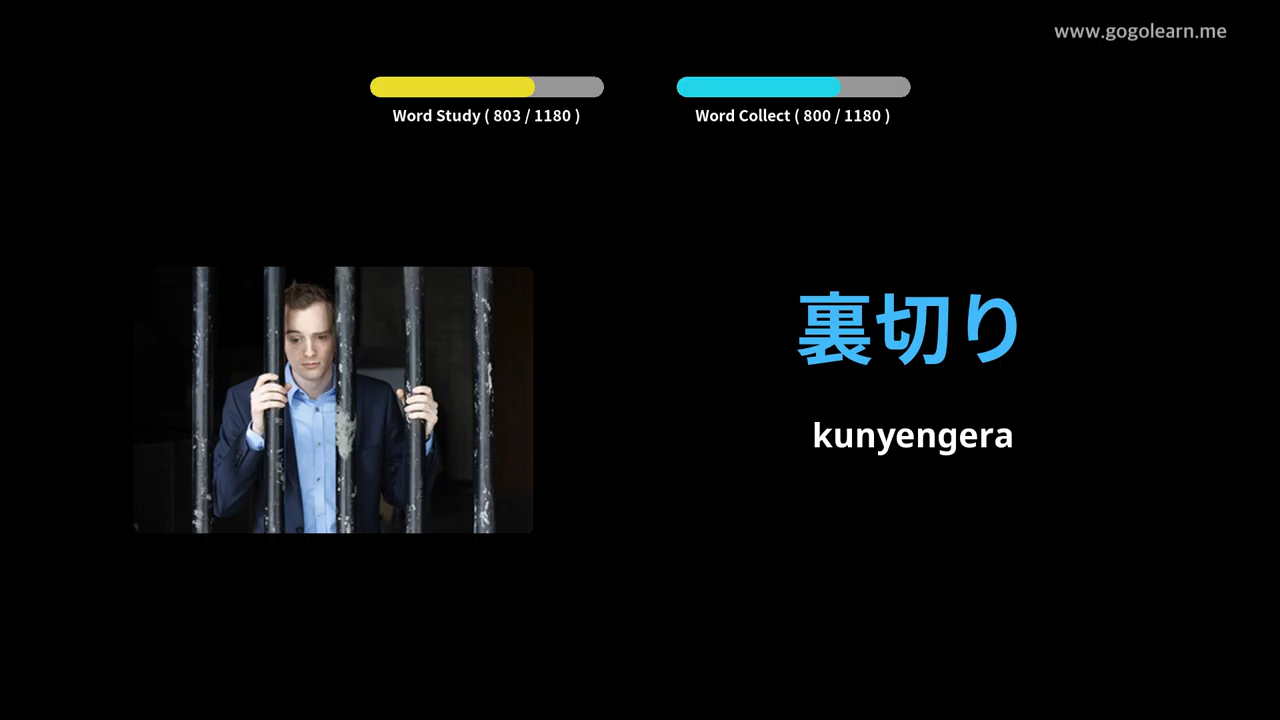 www.gogolearn.me
Word Study ( 803 / 1180 )
Word Collect ( 800 / 1180 )
裏切り
kunyengera